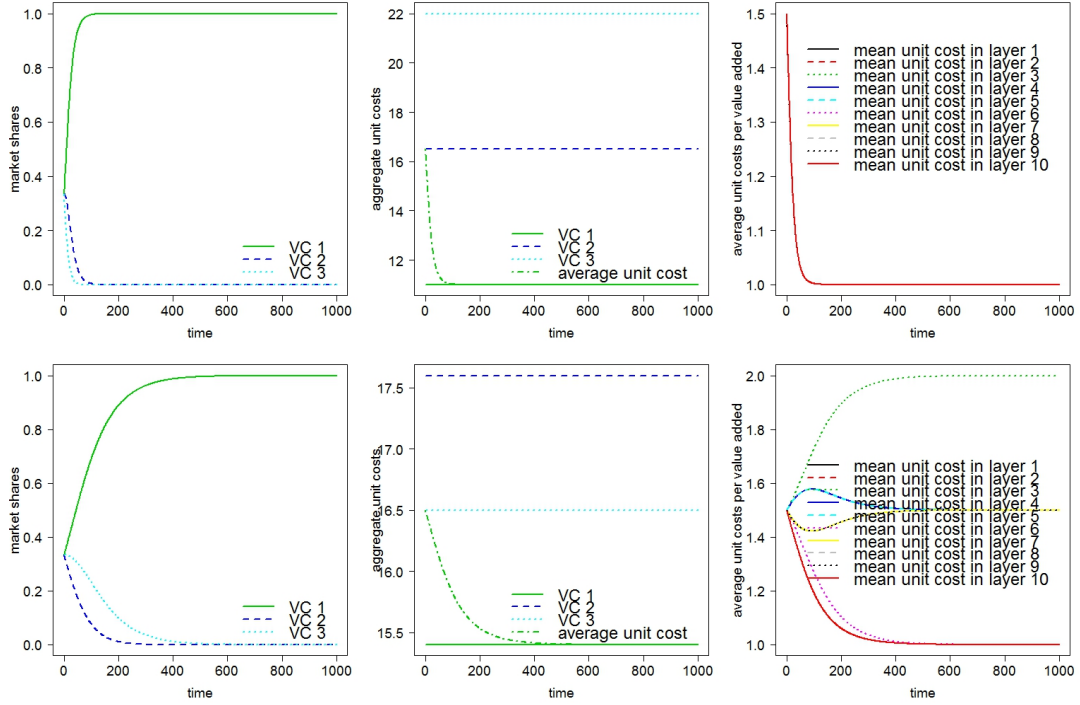 market shares
1.0
0.8
0.6
0.4
0.2
0.0
VC 1
VC 2
VC 3
0 200 400 600 800 1000
time
aggregate unit costs
22
20
18
16
14
12
VC 1
VC 2
VC 3
average unit cost
0 200 400 600 800 1000
time
average unit costs per value added
1.5
1.4
1.3
1.2
1.1
1.0
mean unit cost in layer 1
mean unit cost in layer 2
mean unit cost in layer 3
mean unit cost in layer 4
mean unit cost in layer 5
mean unit cost in layer 6
mean unit cost in layer 7
mean unit cost in layer 8
mean unit cost in layer 9
mean unit cost in layer 10
0 200 400 600 800 1000
time
market shares
1.0
0.8
0.6
0.4
0.2
0.0
VC 1
VC 2
VC 3
0 200 400 600 800 1000
time
aggregate unit costs
17.5
17.0
16.5
16.0
15.5
VC 1
VC 2
VC 3
average unit cost
0 200 400 600 800 1000
time
average unit costs per value added
2.0
1.8
1.6
1.4
1.2
1.0
mean unit cost in layer 1
mean unit cost in layer 2
mean unit cost in layer 3
mean unit cost in layer 4
mean unit cost in layer 5
mean unit cost in layer 6
mean unit cost in layer 7
mean unit cost in layer 8
mean unit cost in layer 9
mean unit cost in layer 10
0 200 400 600 800 1000
time